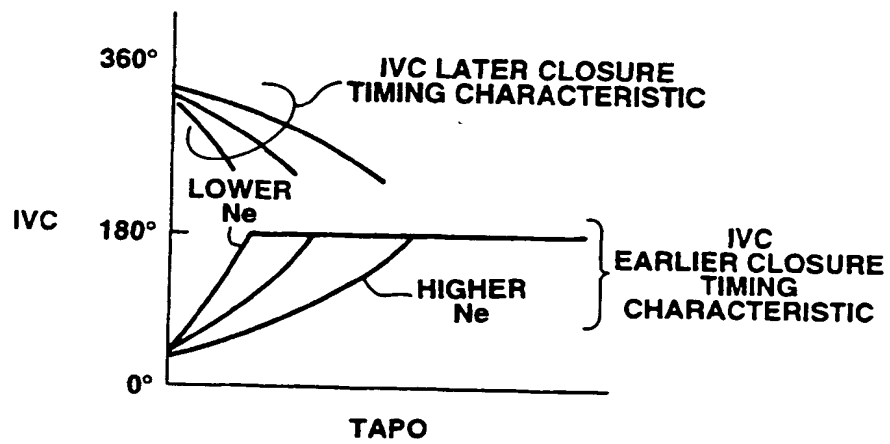 360°
IVC LATER CLOSURE
TIMING CHARACTERISTIC
LOWER
Ne
IVC
180°
IVC
EARLIER CLOSURE
TIMING
CHARACTERISTIC
HIGHER
Ne
0°
TAPO